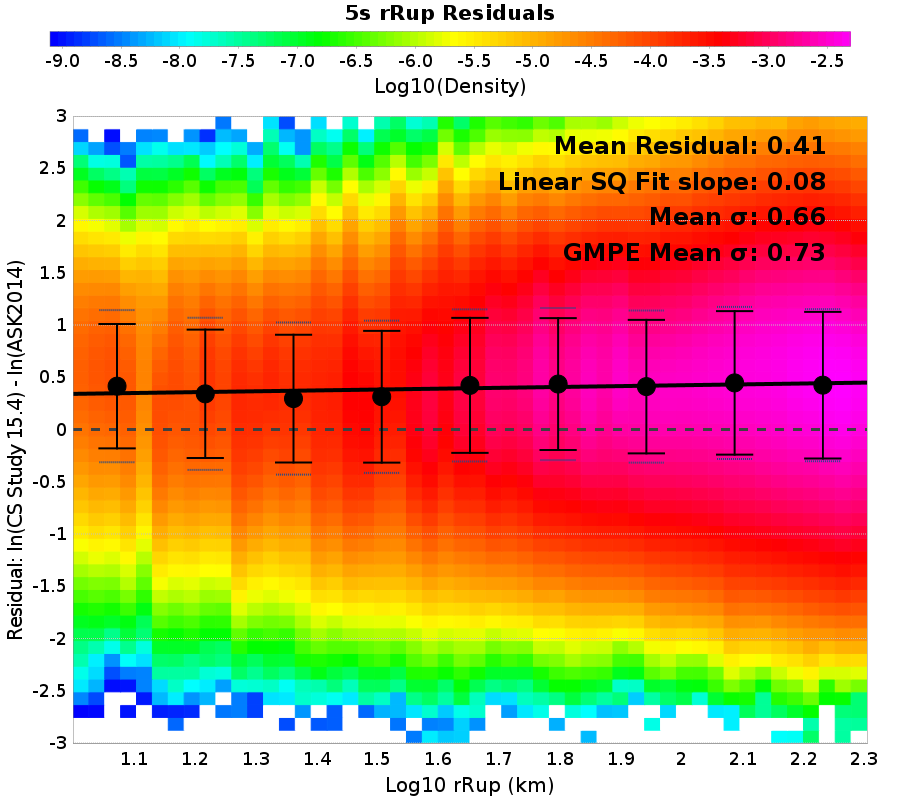 5s rRup Residuals
-9.0 -8.5 -8.0 -7.5 -7.0 -6.5 -6.0 -5.5 -5.0 -4.5 -4.0 -3.5 -3.0 -2.5
Log10(Density)
Mean Residual: 0.41
Linear SQ Fit slope: 0.08
Mean σ: 0.66
GMPE Mean σ: 0.73
Residual: ln(CS Study 15.4) - ln(ASK2014)
3
2.5
2
1.5
1
0.5
0
-0.5
-1
-1.5
-2
-2.5
-3
1.1 1.2 1.3 1.4 1.5 1.6 1.7 1.8 1.9 2 2.1 2.2 2.3
Log10 rRup (km)